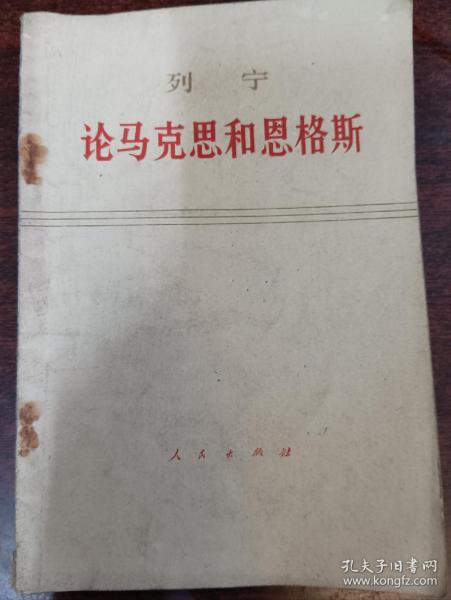 列 宁
论马克思和恩格斯
人民出版社
孔夫子旧书网
www.kongfz.com